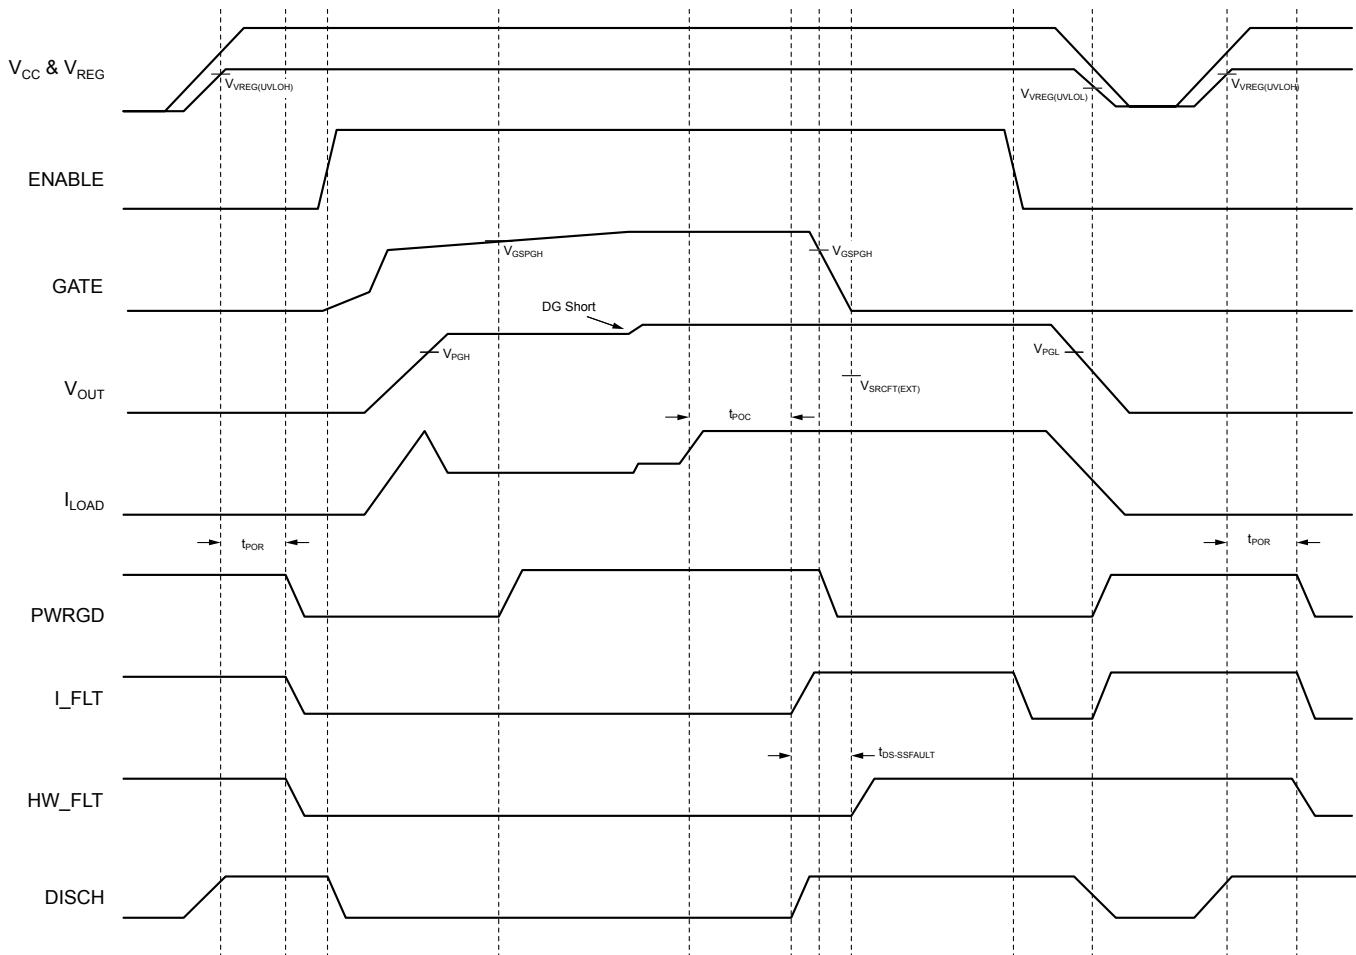 VCC & VREG
VVREG(UVLOH)
VVREG(UVLOL)
VVREG(UVLOH)
ENABLE
GATE
VGSPGH
VGSPGH
DG Short
VOUT
VPGH
VPGL
VSRCFT(EXT)
tPOC
ILOAD
tPOR
tPOR
PWRGD
I_FLT
tDS-SSFAULT
HW_FLT
DISCH